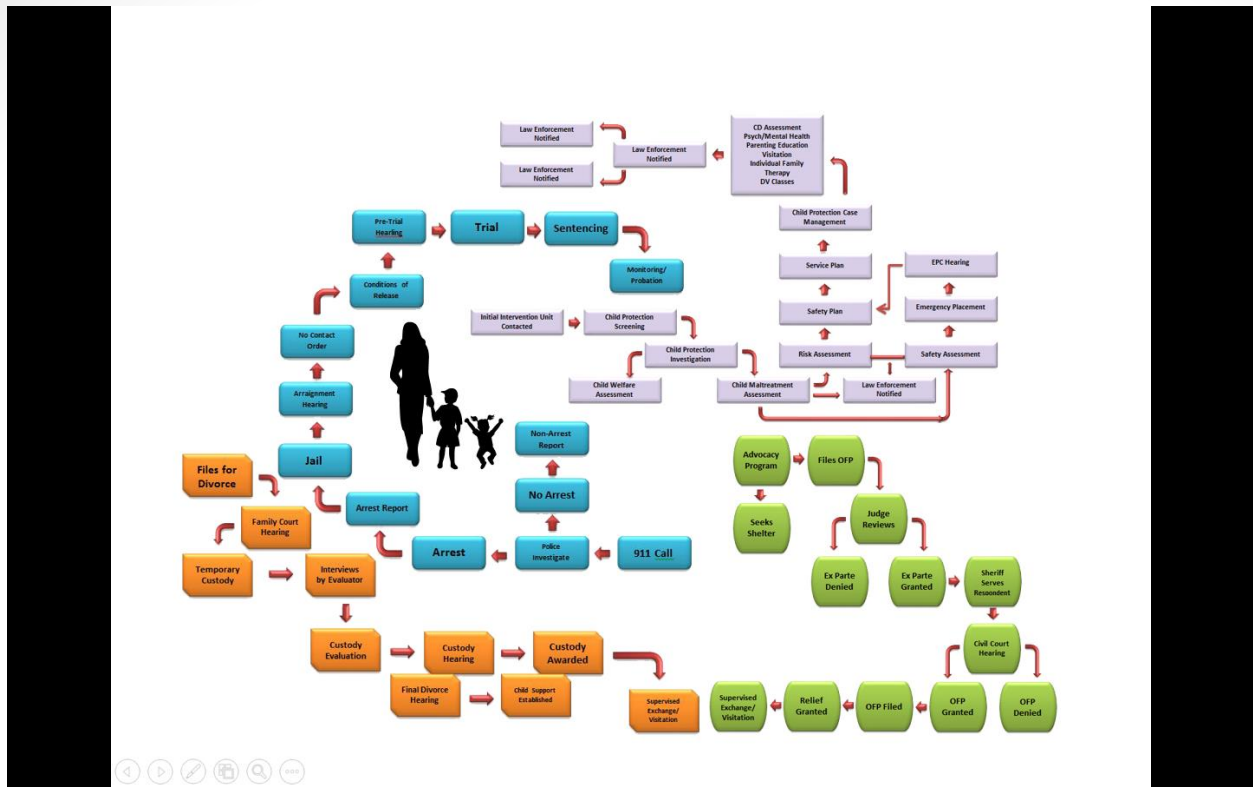 CD Assessment
Psych/Mental Health
Parenting Education
Visitation
Individual Family
Therapy
DV Classes
Law Enforcement
Notified
Law Enforcement
Notified
Law Enforcement
Notified
Child Protection Case
Management
Service Plan
EPC Hearing
Safety Plan
Emergency Placement
Risk Assessment
Safety Assessment
Initial Intervention Unit
Contacted
Child Protection
Screening
Child Protection
Investigation
Child Welfare
Assessment
Child Maltreatment
Assessment
Law Enforcement
Notified
Pre-Trial
Hearling
Trial
Sentencing
Monitoring/
Probation
Conditions of
Release
No Contact
Order
Arraignment
Hearing
Jail
Arrest Report
Arrest
Non-Arrest
Report
No Arrest
Police
Investigate
911 Call
Files for
Divorce
Family Court
Hearing
Temporary
Custody
Interviews
by Evaluator
Custody
Evaluation
Custody
Hearing
Custody
Awarded
Final Divorce
Hearing
Child Support
Established
Supervised
Exchange/
Visitation
Advocacy
Program
Files OFP
Seeks
Shelter
Judge
Reviews
Ex Parte
Denied
Ex Parte
Granted
Sheriff
Serves
Respondent
Civil Court
Hearing
Supervised
Exchange/
Visitation
Relief
Granted
OFP Filed
OFP
Granted
OFP
Denied